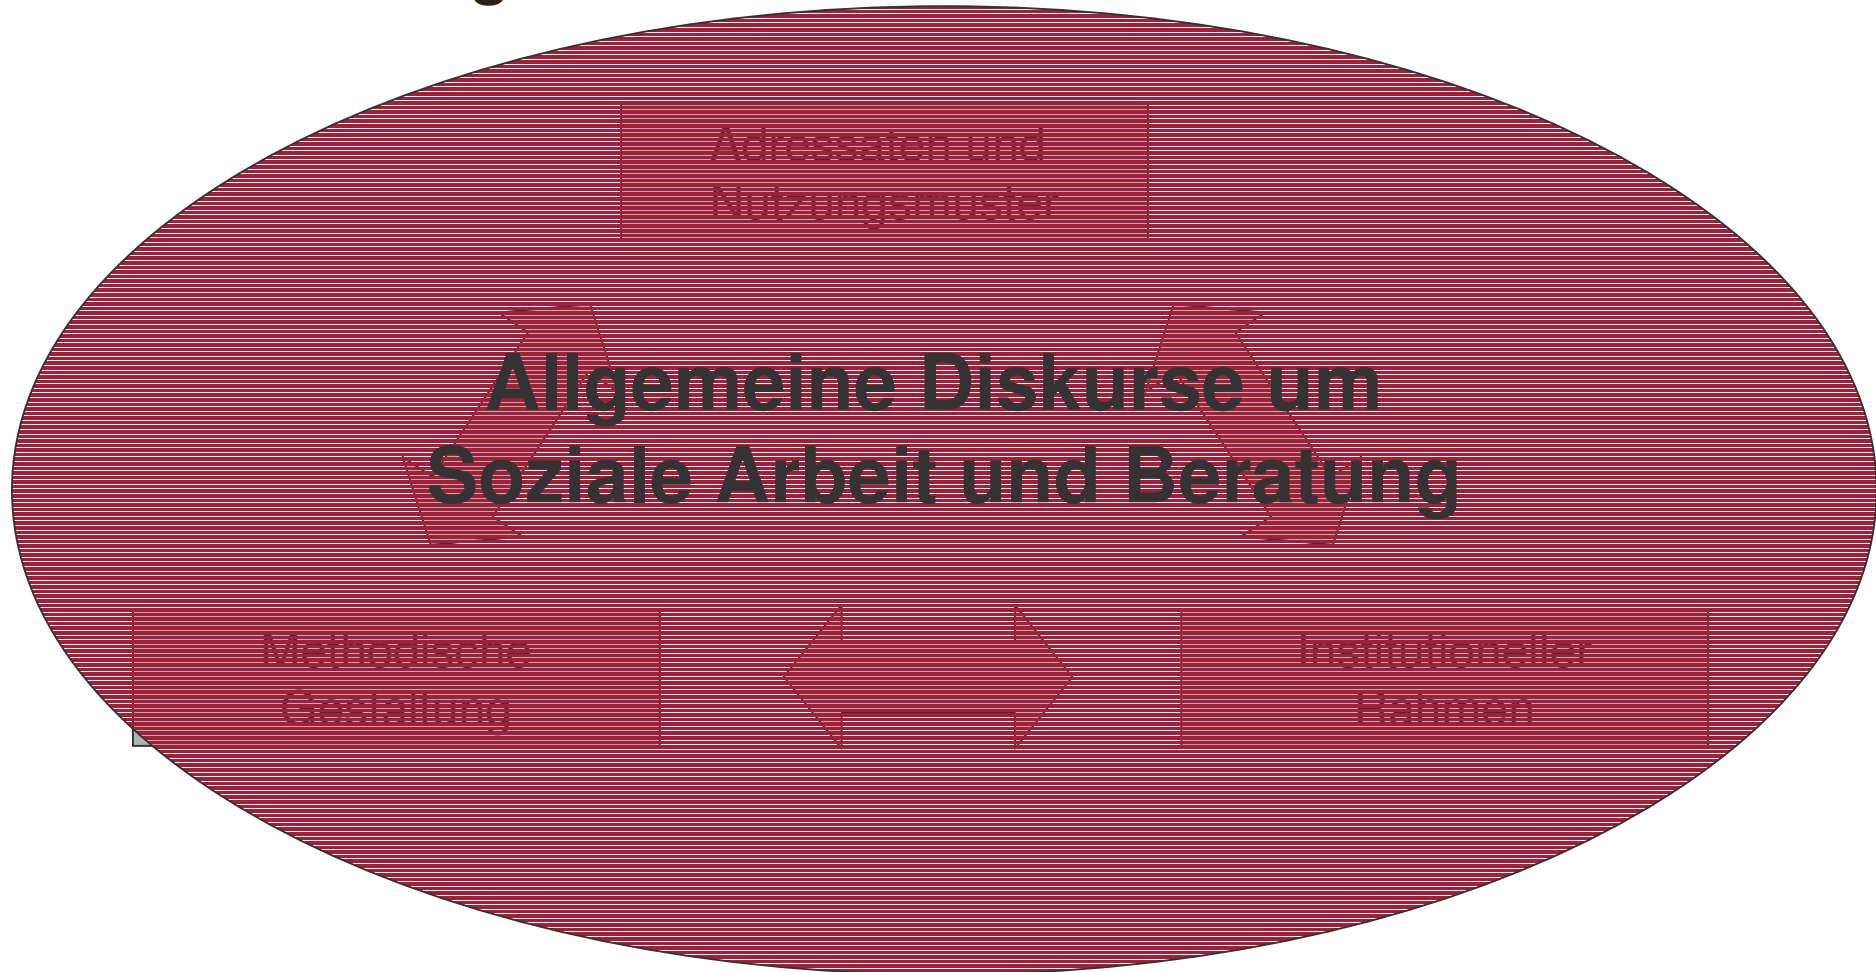 Adressaten und
Nutzungsmuster
Allgemeine Diskurse um
Soziale Arbeit und Beratung
Methodische
Gestaltung
Institutioneller
Rahmen